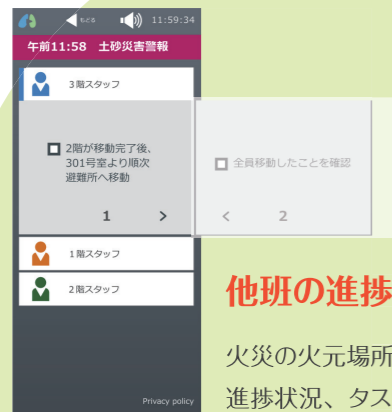 もどる
11:59:34
午前11:58 土砂災害警報
3階スタッフ
2階が移動完了後、
301号室より順次
避難所へ移動
1 >
全員移動したことを確認
< 2
1階スタッフ
2階スタッフ
Privacy policy
他班の進捗
火災の火元場所
進捗状況、タス